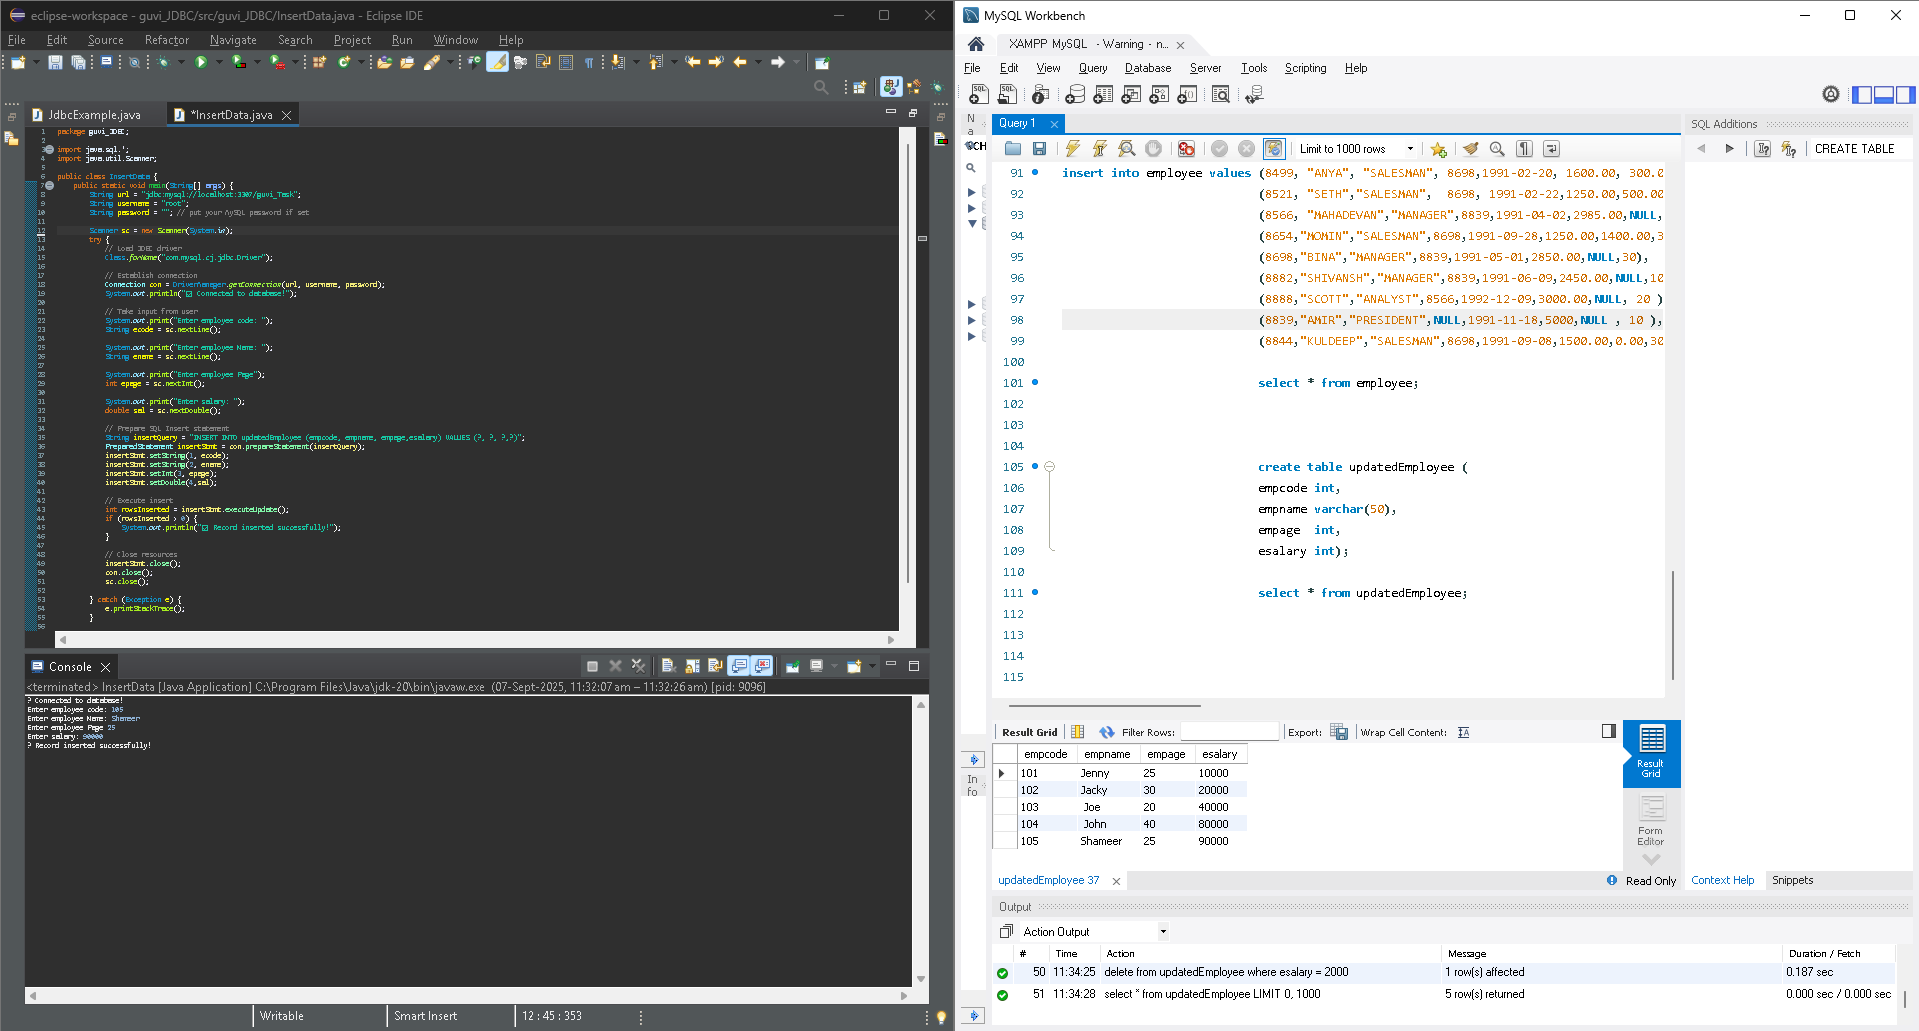 eclipse-workspace - guvi_JDBC/src/guvi_JDBC/InsertData.java - Eclipse IDE
File Edit Source Refactor Navigate Search Project Run Window Help
JdbcExample.java
*InsertData.java
1 package guvi_JDBC;
2
3 import java.sql.*;
4 import java.util.Scanner;
5
6 public class InsertData {
7 public static void main(String[] args) {
8 String url = "jdbc:mysql://localhost:3307/guvi_Task";
9 String username = "root";
10 String password = ""; // put your MySQL password if set
11
12 Scanner sc = new Scanner(System.in);
13 try {
14 // Load JDBC driver
15 Class.forName("com.mysql.cj.jdbc.Driver");
16
17 // Establish connection
18 Connection con = DriverManager.getConnection(url, username, password);
19 System.out.println("☑ Connected to database!");
20
21 // Take input from user
22 System.out.print("Enter employee code: ");
23 String ecode = sc.nextLine();
24
25 System.out.print("Enter employee Name: ");
26 String ename = sc.nextLine();
27
28 System.out.print("Enter employee Page");
29 int epage = sc.nextInt();
30
31 System.out.print("Enter salary: ");
32 double sal = sc.nextDouble();
33
34 // Prepare SQL Insert statement
35 String insertQuery = "INSERT INTO updatedEmployee (empcode, empname, empage,esalary) VALUES (?, ?, ?,?)";
36 PreparedStatement insertStmt = con.prepareStatement(insertQuery);
37 insertStmt.setString(1, ecode);
38 insertStmt.setString(2, ename);
39 insertStmt.setInt(3, epage);
40 insertStmt.setDouble(4,sal);
41
42 // Execute insert
43 int rowsInserted = insertStmt.executeUpdate();
44 if (rowsInserted > 0) {
45 System.out.println("☑ Record inserted successfully!");
46 }
47
48 // Close resources
49 insertStmt.close();
50 con.close();
51 sc.close();
52
53 } catch (Exception e) {
54 e.printStackTrace();
55 }
56
Console
<terminated> InsertData [Java Application] C:\Program Files\Java\jdk-20\bin\javaw.exe (07-Sept-2025, 11:32:07 am – 11:32:26 am) [pid: 9096]
? Connected to database!
Enter employee code: 105
Enter employee Name: Shameer
Enter employee Page 25
Enter salary: 90000
? Record inserted successfully!
Writable Smart Insert 12 : 45 : 353
MySQL Workbench
XAMPP MySQL - Warning - n...
File Edit View Query Database Server Tools Scripting Help
Na
SCH
Query 1
Limit to 1000 rows
91 insert into employee values (8499, "ANYA", "SALESMAN", 8698,1991-02-20, 1600.00, 300.0
92 (8521, "SETH","SALESMAN", 8698, 1991-02-22,1250.00,500.00
93 (8566, "MAHADEVAN","MANAGER",8839,1991-04-02,2985.00,NULL,
94 (8654,"MOMIN","SALESMAN",8698,1991-09-28,1250.00,1400.00,3
95 (8698,"BINA","MANAGER",8839,1991-05-01,2850.00,NULL,30),
96 (8882,"SHIVANSH","MANAGER",8839,1991-06-09,2450.00,NULL,10
97 (8888,"SCOTT","ANALYST",8566,1992-12-09,3000.00,NULL, 20 )
98 (8839,"AMIR","PRESIDENT",NULL,1991-11-18,5000,NULL , 10 ),
99 (8844,"KULDEEP","SALESMAN",8698,1991-09-08,1500.00,0.00,30
100
101 select * from employee;
102
103
104
105 create table updatedEmployee (
106 empcode int,
107 empname varchar(50),
108 empage int,
109 esalary int);
110
111 select * from updatedEmployee;
112
113
114
115
SQL Additions
CREATE TABLE
Result Grid Filter Rows: Export: Wrap Cell Content: IA
empcode empname empage esalary
101 Jenny 25 10000
102 Jacky 30 20000
103 Joe 20 40000
104 John 40 80000
105 Shameer 25 90000
Info
Result Grid
Form Editor
updatedEmployee 37
Read Only
Context Help Snippets
Output
Action Output
# Time Action Message Duration / Fetch
50 11:34:25 delete from updatedEmployee where esalary = 2000 1 row(s) affected 0.187 sec
51 11:34:28 select * from updatedEmployee LIMIT 0, 1000 5 row(s) returned 0.000 sec / 0.000 sec